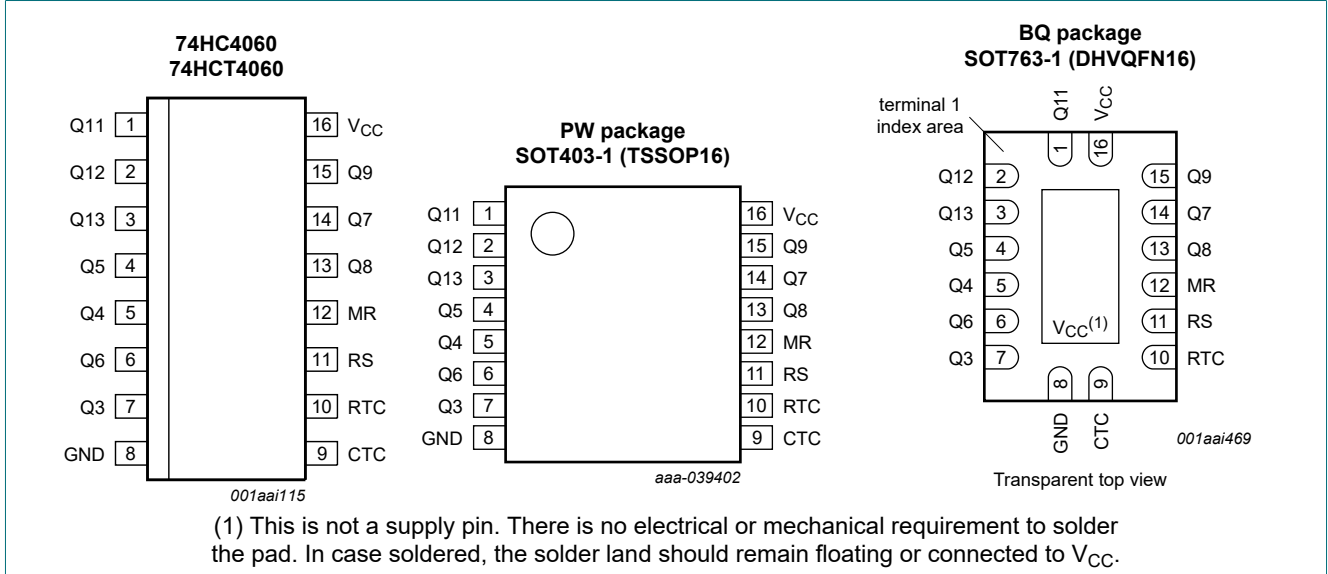 74HC4060
74HCT4060
Q11 1
Q12 2
Q13 3
Q5 4
Q4 5
Q6 6
Q3 7
GND 8
16 VCC
15 Q9
14 Q7
13 Q8
12 MR
11 RS
10 RTC
9 CTC
001aai115
PW package
SOT403-1 (TSSOP16)
Q11 1
Q12 2
Q13 3
Q5 4
Q4 5
Q6 6
Q3 7
GND 8
16 VCC
15 Q9
14 Q7
13 Q8
12 MR
11 RS
10 RTC
9 CTC
aaa-039402
BQ package
SOT763-1 (DHVQFN16)
terminal 1
index area
Q11 1
VCC 16
Q12 2
Q13 3
Q5 4
Q4 5
Q6 6
Q3 7
15 Q9
14 Q7
13 Q8
12 MR
11 RS
10 RTC
VCC(1)
GND 8
CTC 9
001aai469
Transparent top view
(1) This is not a supply pin. There is no electrical or mechanical requirement to solder
the pad. In case soldered, the solder land should remain floating or connected to VCC.